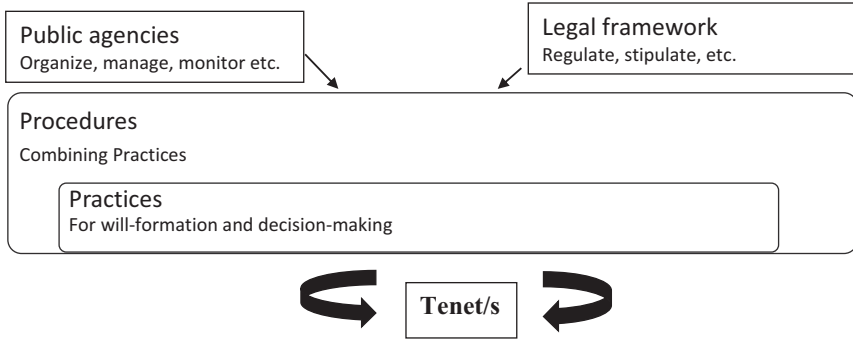 Public agencies
Organize, manage, monitor etc.
Legal framework
Regulate, stipulate, etc.
Procedures
Combining Practices
Practices
For will-formation and decision-making
Tenet/s